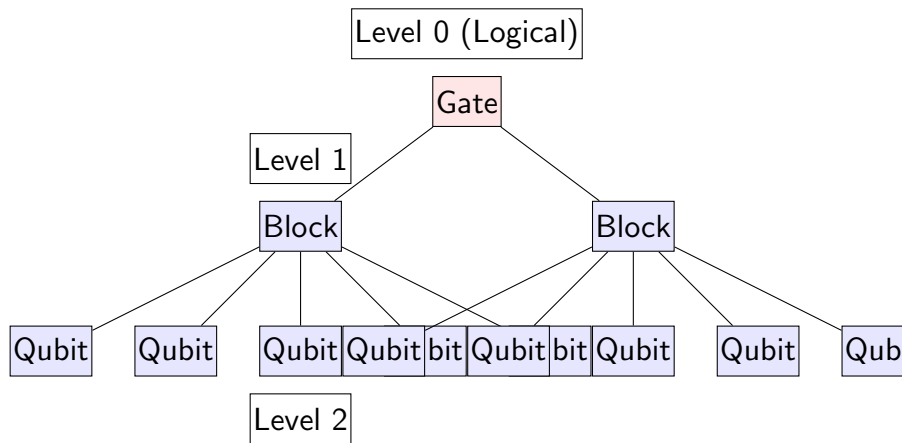 Level 0 (Logical)
Gate
Level 1
Block Block
Qubit Qubit Qubit Qubit bit Qubit bit Qubit Qubit Qub
Level 2